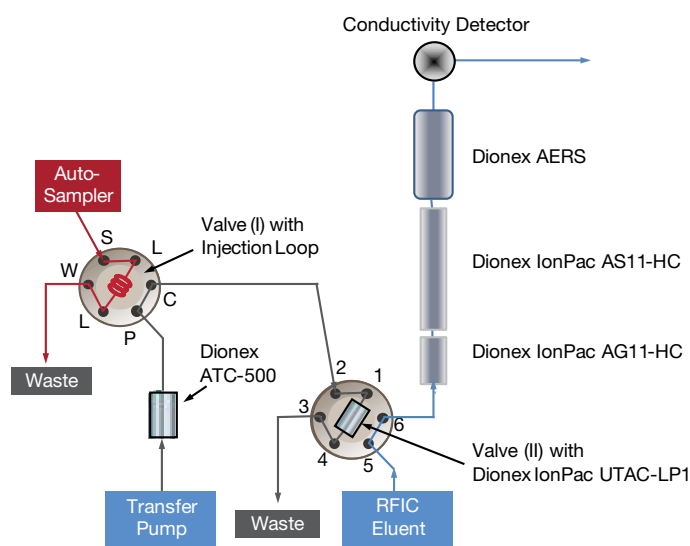 Conductivity Detector
Dionex AERS
Auto-
Sampler
Valve (I) with
Injection Loop
S
L
W
C
L
P
Dionex IonPac AS11-HC
Dionex
ATC-500
Waste
Dionex IonPac AG11-HC
2
1
3
6
4
5
Valve (II) with
Dionex IonPac UTAC-LP1
Transfer
Pump
Waste
RFIC
Eluent